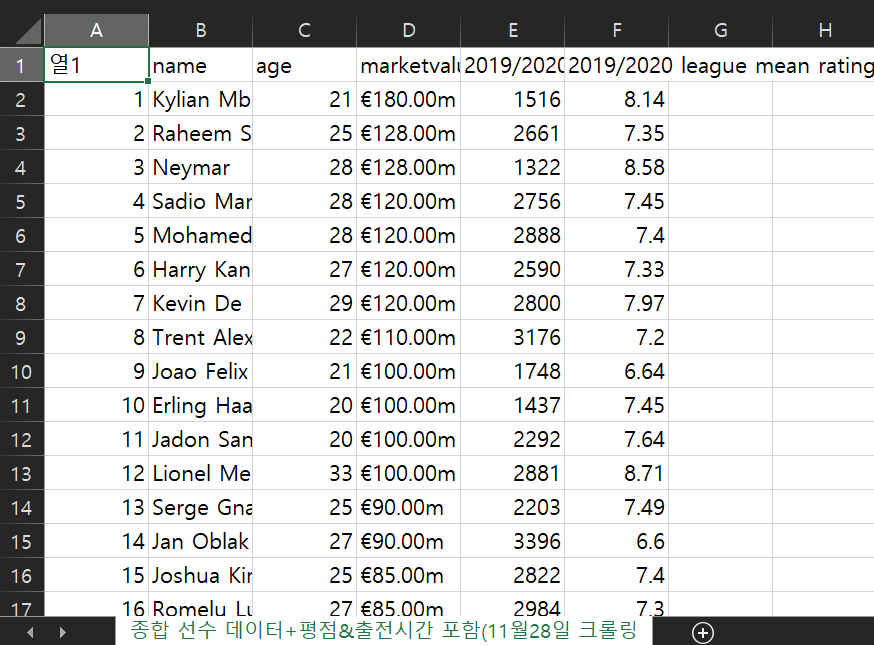 A B C D E F G H
1 열1 name age marketvalu 2019/2020 2019/2020 league mean rating
2 1 Kylian Mb 21 €180.00m 1516 8.14
3 2 Raheem S 25 €128.00m 2661 7.35
4 3 Neymar 28 €128.00m 1322 8.58
5 4 Sadio Mar 28 €120.00m 2756 7.45
6 5 Mohamed 28 €120.00m 2888 7.4
7 6 Harry Kan 27 €120.00m 2590 7.33
8 7 Kevin De 29 €120.00m 2800 7.97
9 8 Trent Alex 22 €110.00m 3176 7.2
10 9 Joao Felix 21 €100.00m 1748 6.64
11 10 Erling Haa 20 €100.00m 1437 7.45
12 11 Jadon San 20 €100.00m 2292 7.64
13 12 Lionel Me 33 €100.00m 2881 8.71
14 13 Serge Gna 25 €90.00m 2203 7.49
15 14 Jan Oblak 27 €90.00m 3396 6.6
16 15 Joshua Kir 25 €85.00m 2822 7.4
17 16 Romelu Lu 27 €85.00m 2984 7.3
종합 선수 데이터+평점&출전시간 포함(11월28일 크롤링